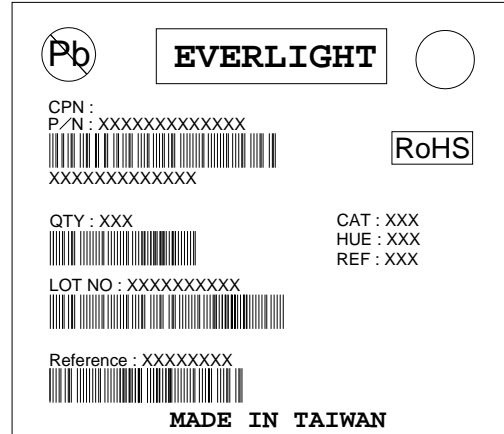 Pb EVERLIGHT
CPN :
P/N : XXXXXXXXXXXXX
RoHS
XXXXXXXXXXXXX
QTY : XXX CAT : XXX
HUE : XXX
REF : XXX
LOT NO : XXXXXXXXXX
Reference : XXXXXXXX
MADE IN TAIWAN